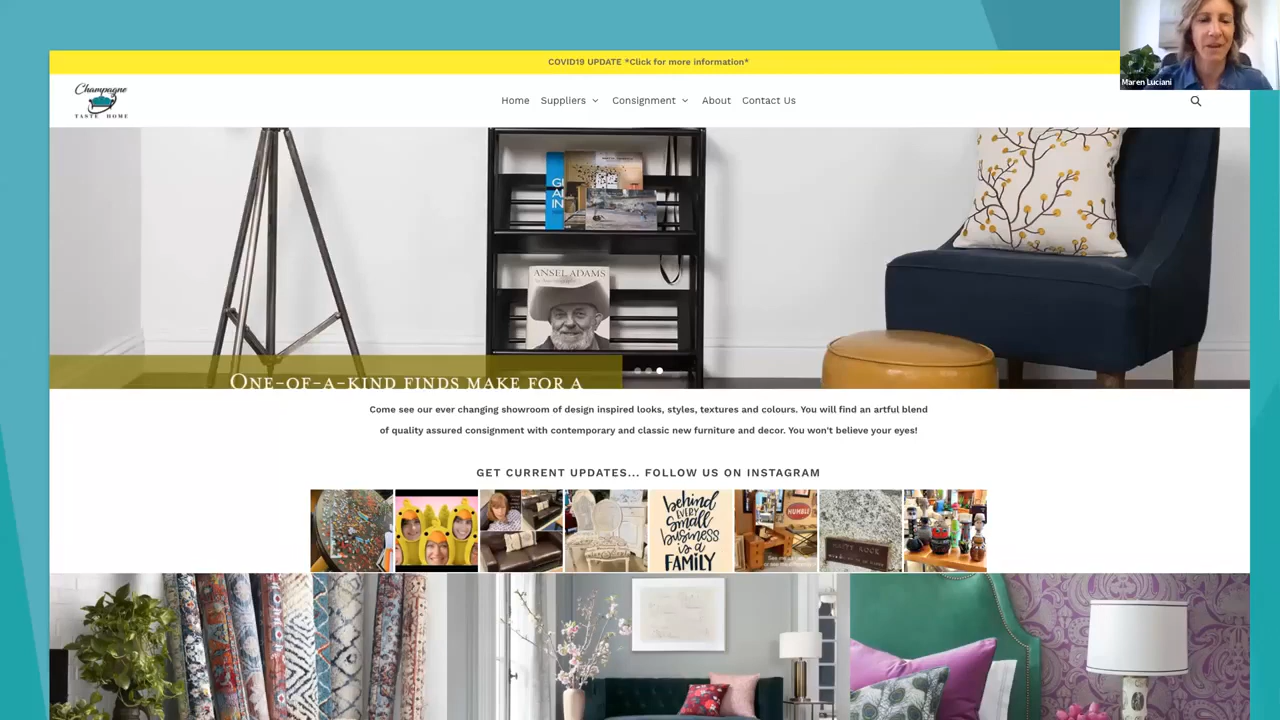 COVID19 UPDATE *Click for more information*
Maren Luciani
Champagne
TASTE HOME
Home Suppliers Consignment About Contact Us
ANSEL ADAMS
ONE-OF-A-KIND FINDS MAKE FOR A
Come see our ever changing showroom of design inspired looks, styles, textures and colours. You will find an artful blend
of quality assured consignment with contemporary and classic new furniture and decor. You won't believe your eyes!
GET CURRENT UPDATES... FOLLOW US ON INSTAGRAM
behind
EVERY
small
business
is a
FAMILY
HUMBLE
WHITE ROCK